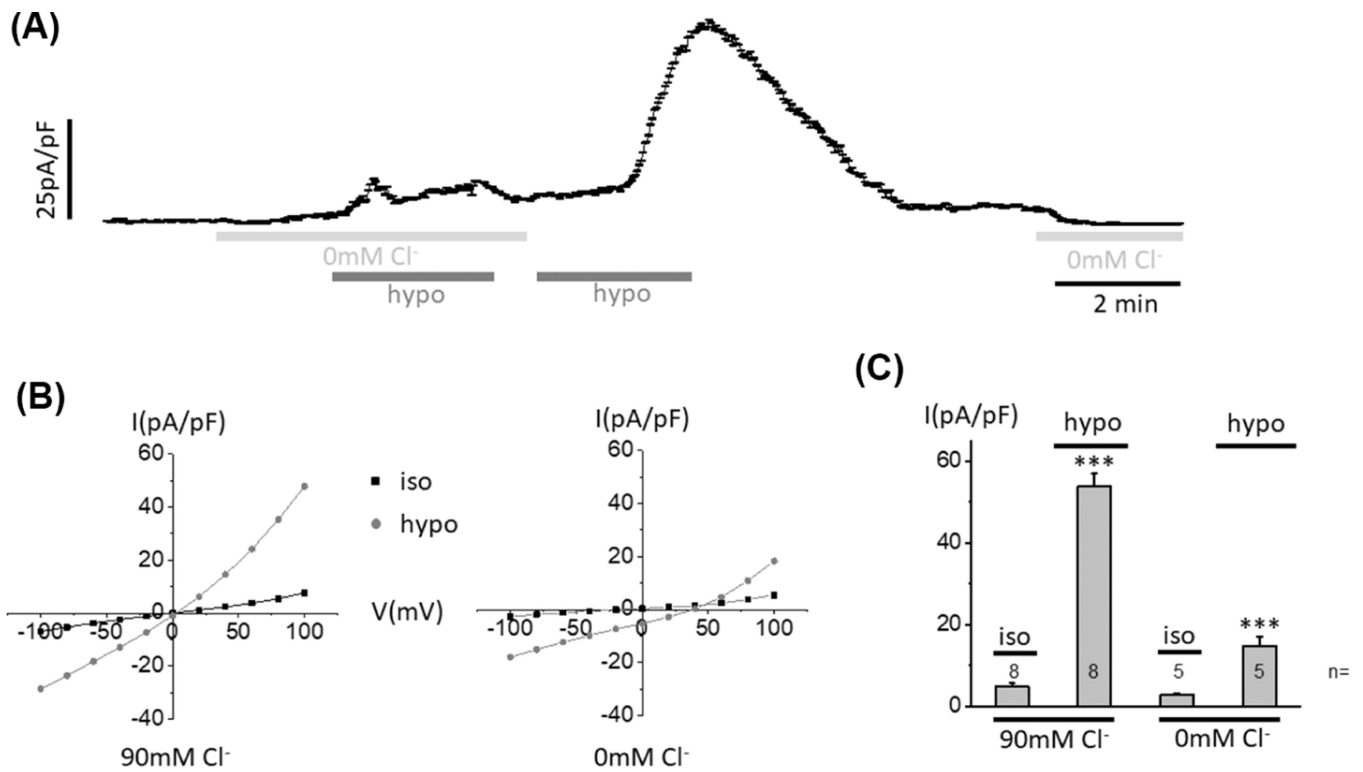 (A)
25pA/pF
0mM Cl⁻
0mM Cl⁻
hypo
hypo
2 min
(B)
I(pA/pF)
60
40
20
0
-20
-40
-100
-50
0
50
100
V(mV)
90mM Cl⁻
iso
hypo
I(pA/pF)
60
40
20
0
-20
-40
-100
-50
0
50
100
0mM Cl⁻
(C)
I(pA/pF)
hypo
hypo
60
40
20
0
***
***
iso
iso
8
8
5
5
n=
90mM Cl⁻
0mM Cl⁻